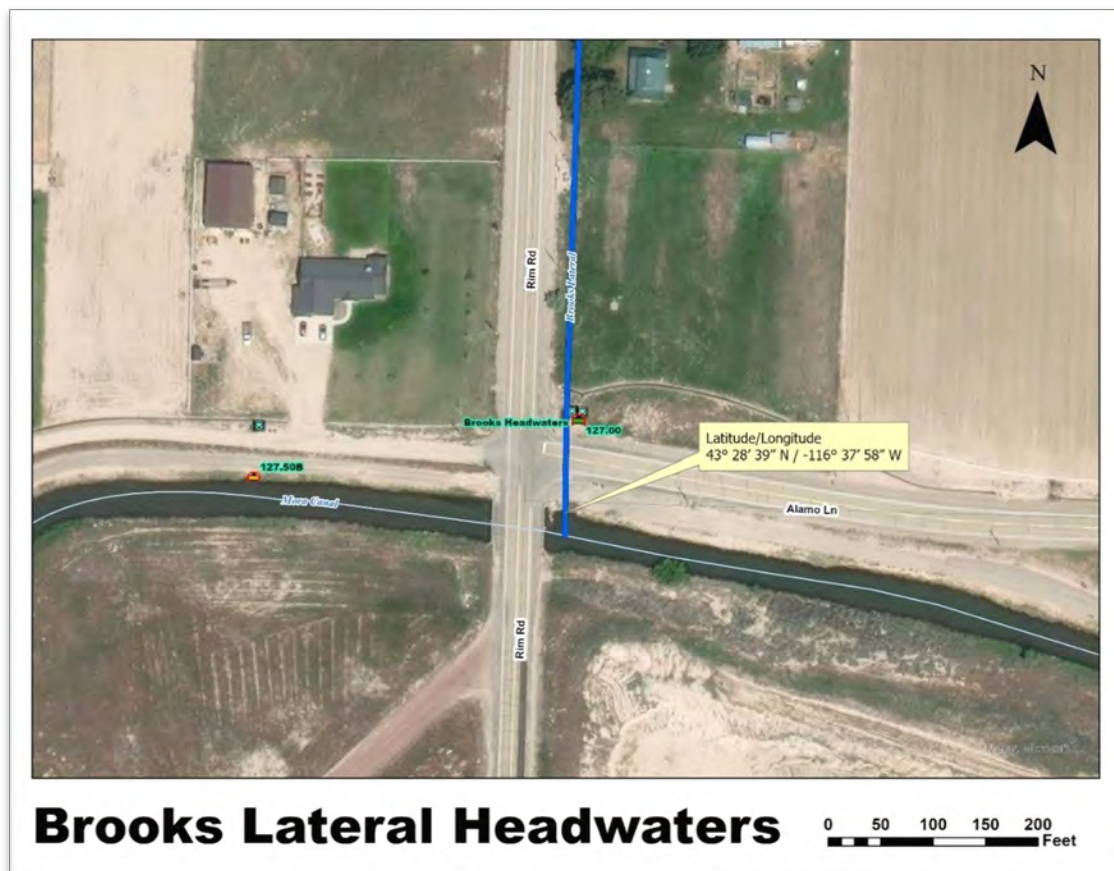 N
Rim Rd
Brooks Lateral
Brooks Headwaters
127.00
Latitude/Longitude
43° 28’ 39” N / -116° 37’ 58” W
127.50B
Mora Canal
Alamo Ln
Rim Rd
Brooks Lateral Headwaters
0 50 100 150 200
Feet